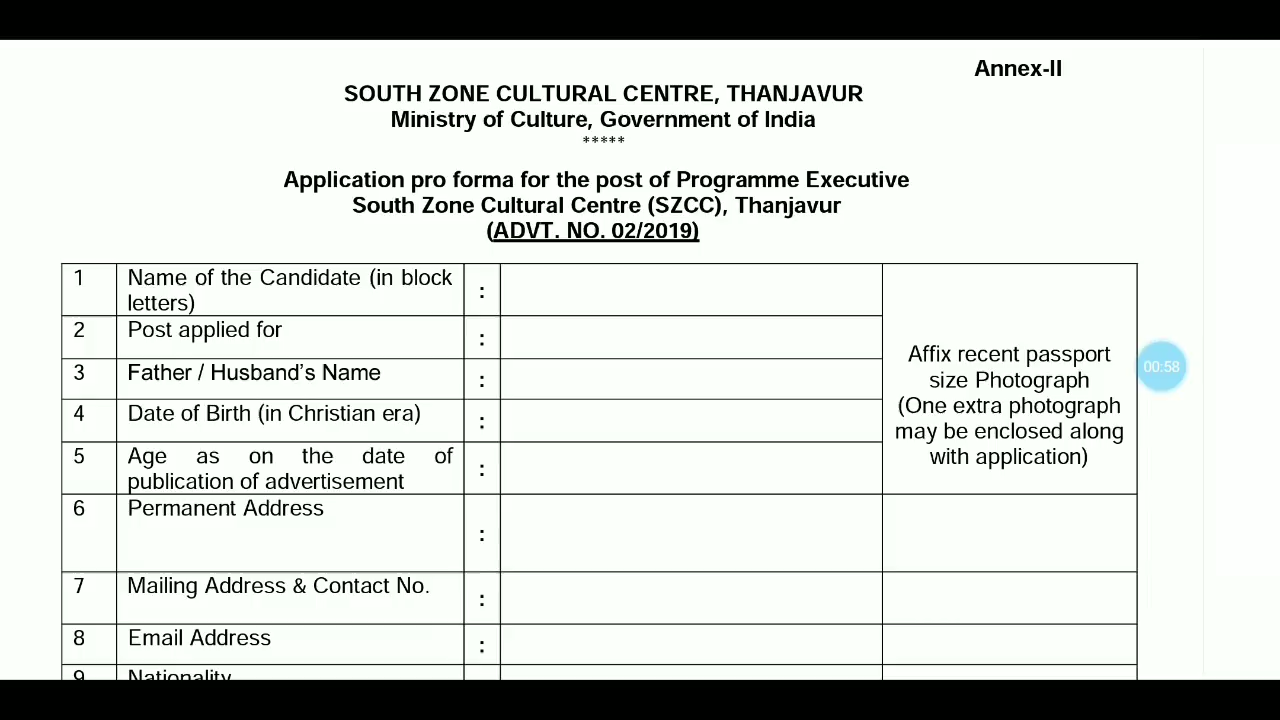 Annex-II
SOUTH ZONE CULTURAL CENTRE, THANJAVUR
Ministry of Culture, Government of India
*****
Application pro forma for the post of Programme Executive
South Zone Cultural Centre (SZCC), Thanjavur
(ADVT. NO. 02/2019)
1 Name of the Candidate (in block
letters) :
2 Post applied for :
3 Father / Husband's Name :
4 Date of Birth (in Christian era) :
5 Age as on the date of
publication of advertisement :
Affix recent passport
size Photograph
(One extra photograph
may be enclosed along
with application)
00:58
6 Permanent Address :
7 Mailing Address & Contact No. :
8 Email Address :
9 Nationality